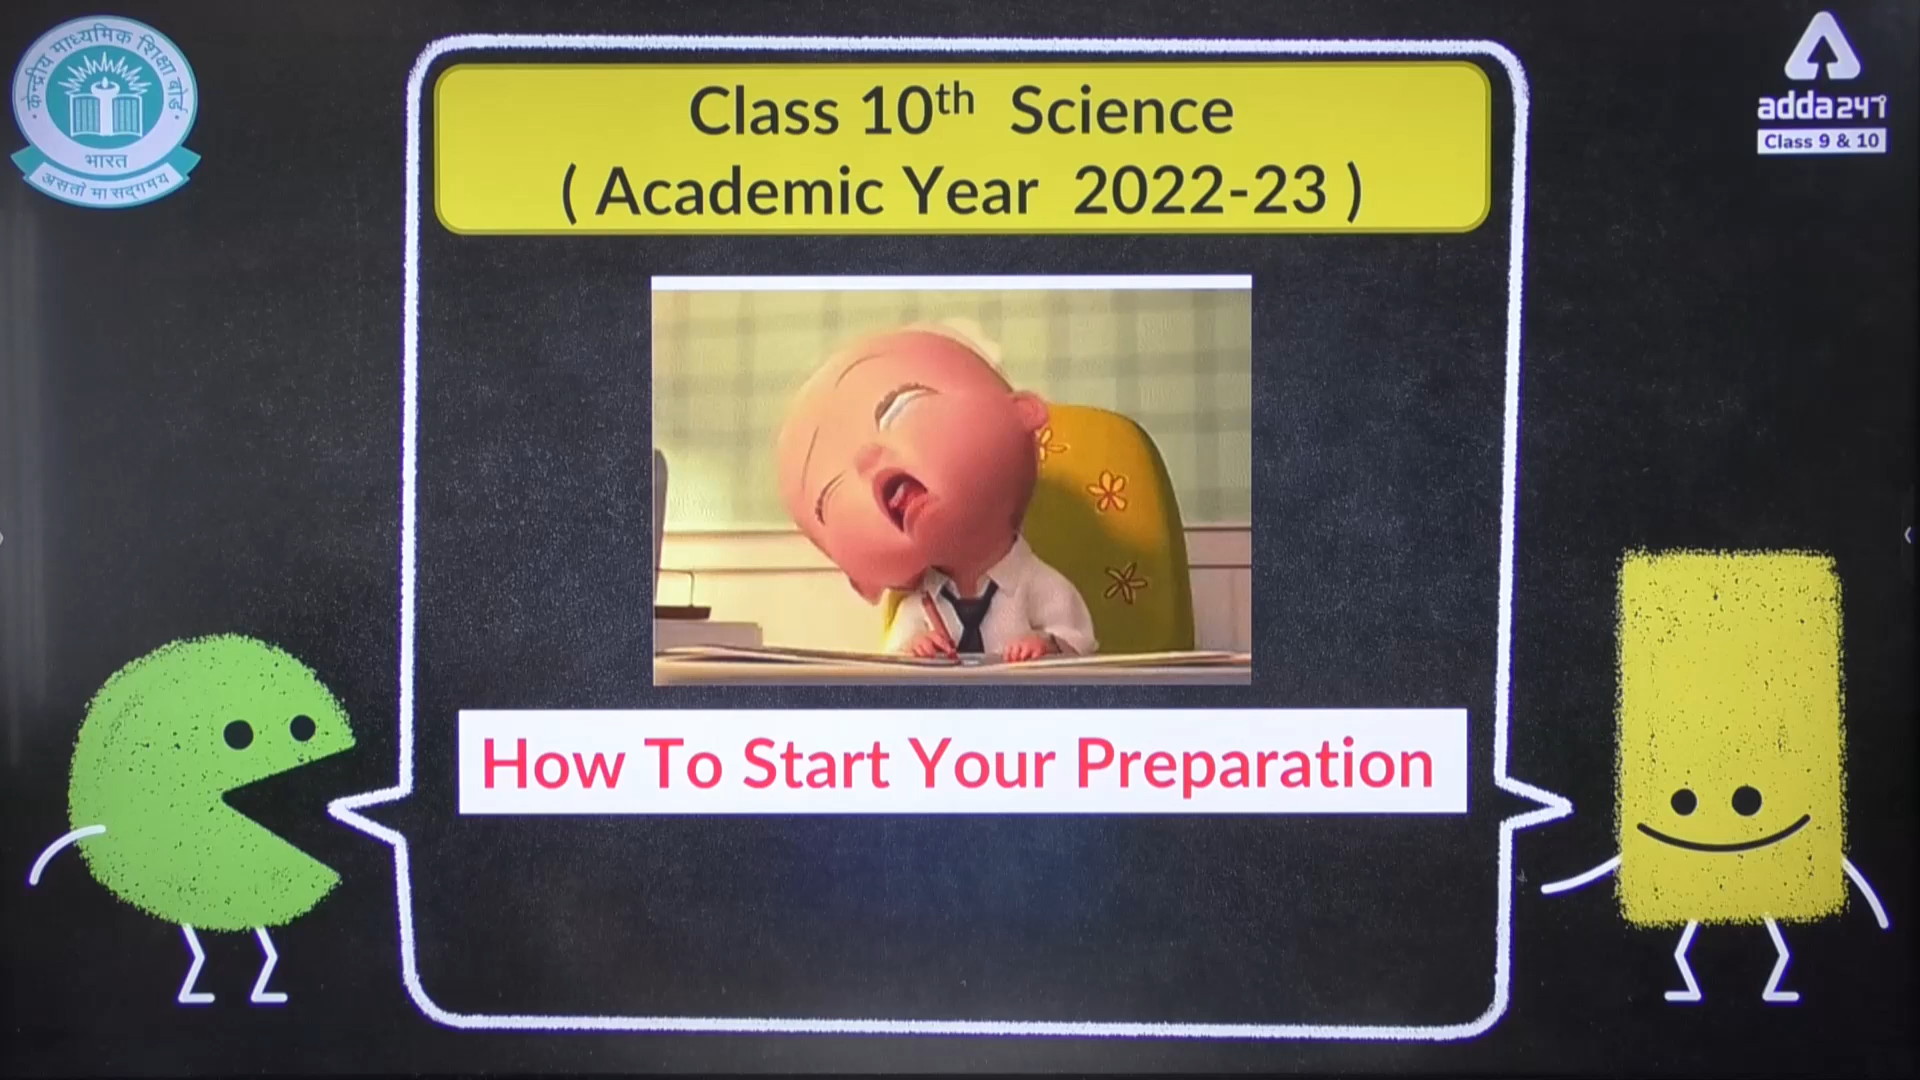 केन्द्रीय माध्यमिक शिक्षा बोर्ड
भारत
असतो मा सद्गमय
adda247
Class 9 & 10
Class 10th Science
( Academic Year 2022-23 )
How To Start Your Preparation